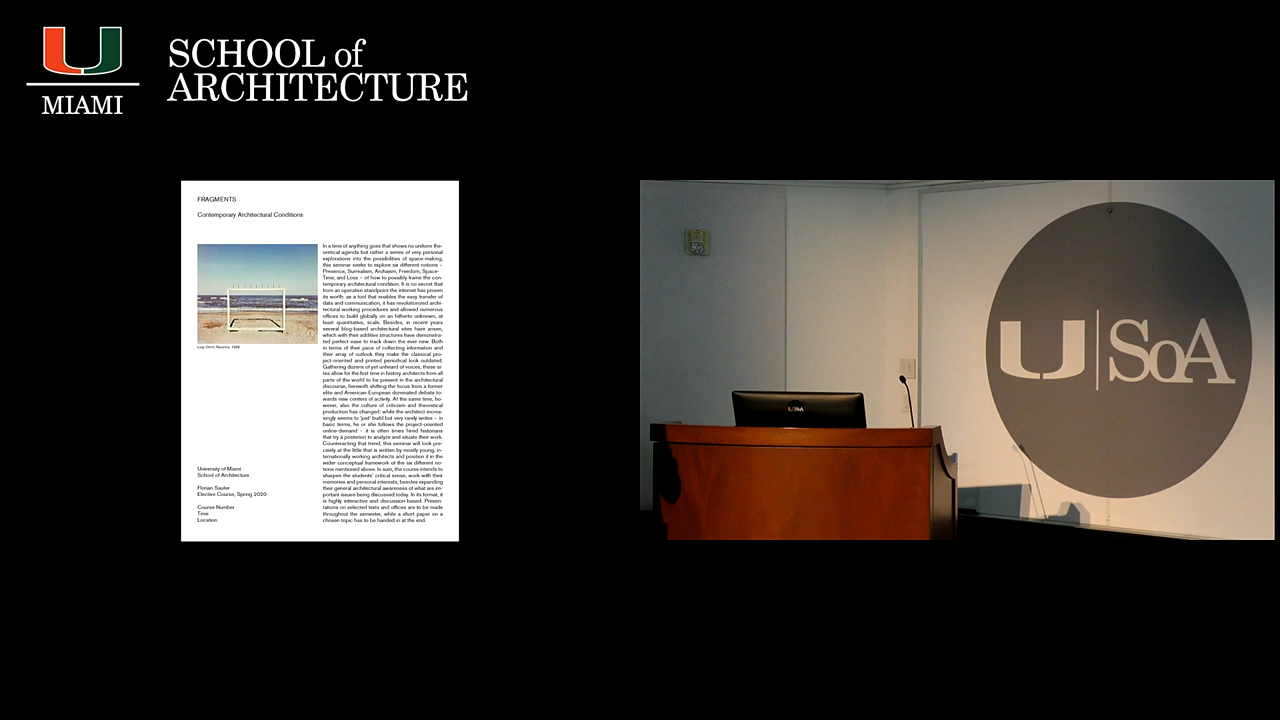 U
MIAMI
SCHOOL of
ARCHITECTURE
FRAGMENTS
Contemporary Architectural Conditions
Luigi Ghirri, Ravenna, 1986
In a time of anything goes that shows no uniform the-
oretical agenda but rather a series of very personal
explorations into the possibilities of space-making,
this seminar seeks to explore six different notions –
Presence, Surrealism, Archaism, Freedom, Space-
Time, and Loss – of how to possibly frame the con-
temporary architectural condition. It is no secret that
from an operative standpoint the internet has proven
its worth: as a tool that enables the easy transfer of
data and communication, it has revolutionized archi-
tectural working procedures and allowed numerous
offices to build globally on an hitherto unknown, at
least quantitative, scale. Besides, in recent years
several blog-based architectural sites have arisen,
which with their additive structures have demonstra-
ted perfect ease to track down the ever new. Both
in terms of their pace of collecting information and
their array of outlook they make the classical pro-
ject-oriented and printed periodical look outdated.
Gathering dozens of yet unheard of voices, these si-
tes allow for the first time in history architects from all
parts of the world to be present in the architectural
discourse, herewith shifting the focus from a former
elite and American-European dominated debate to-
wards new centers of activity. At the same time, ho-
wever, also the culture of criticism and theoretical
production has changed: while the architect increa-
singly seems to 'just' build but very rarely writes – in
basic terms, he or she follows the project-oriented
online-demand – it is often times hired historians
that try a posteriori to analyze and situate their work.
Counteracting that trend, this seminar will look pre-
cisely at the little that is written by mostly young, in-
ternationally working architects and position it in the
wider conceptual framework of the six different no-
tions mentioned above. In sum, the course intends to
sharpen the students' critical sense, work with their
memories and personal interests, besides expanding
their general architectural awareness of what are im-
portant issues being discussed today. In its format, it
is highly interactive and discussion-based. Presen-
tations on selected texts and offices are to be made
throughout the semester, while a short paper on a
chosen topic has to be handed in at the end.
University of Miami
School of Architecture
Florian Sauter
Elective Course, Spring 2020
Course Number
Time
Location
U SoA
U|SoA